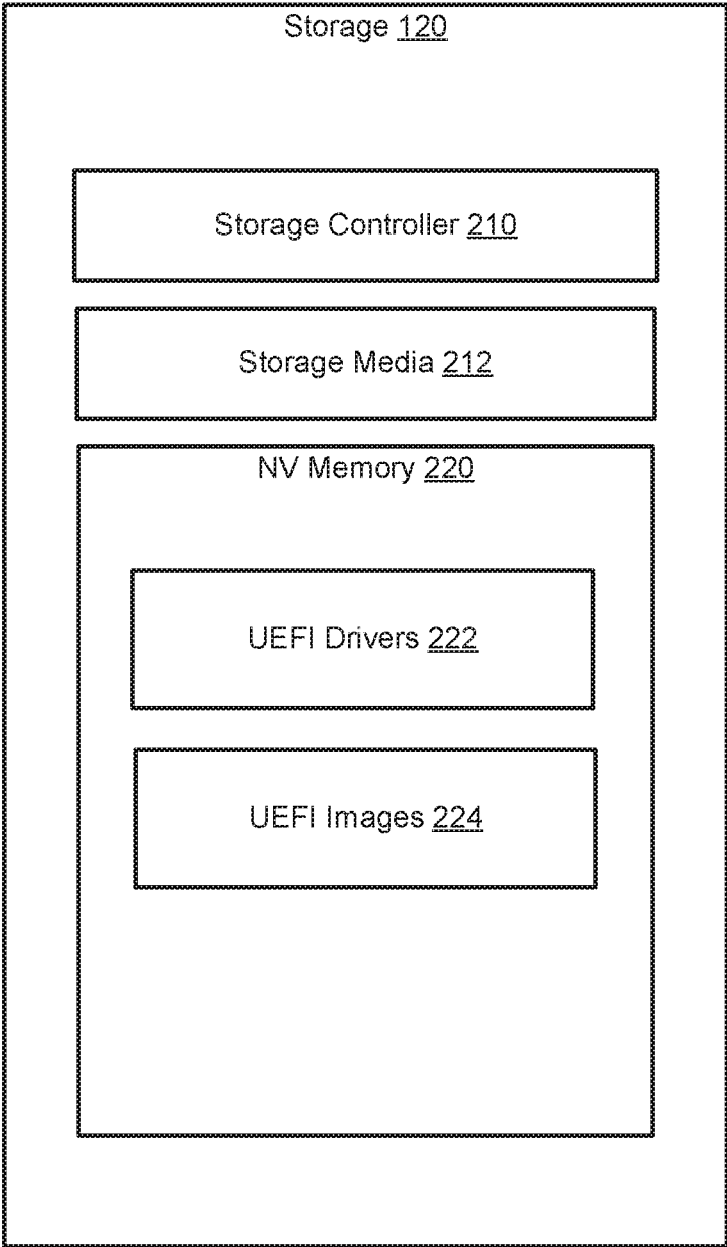 Storage 120
Storage Controller 210
Storage Media 212
NV Memory 220
UEFI Drivers 222
UEFI Images 224